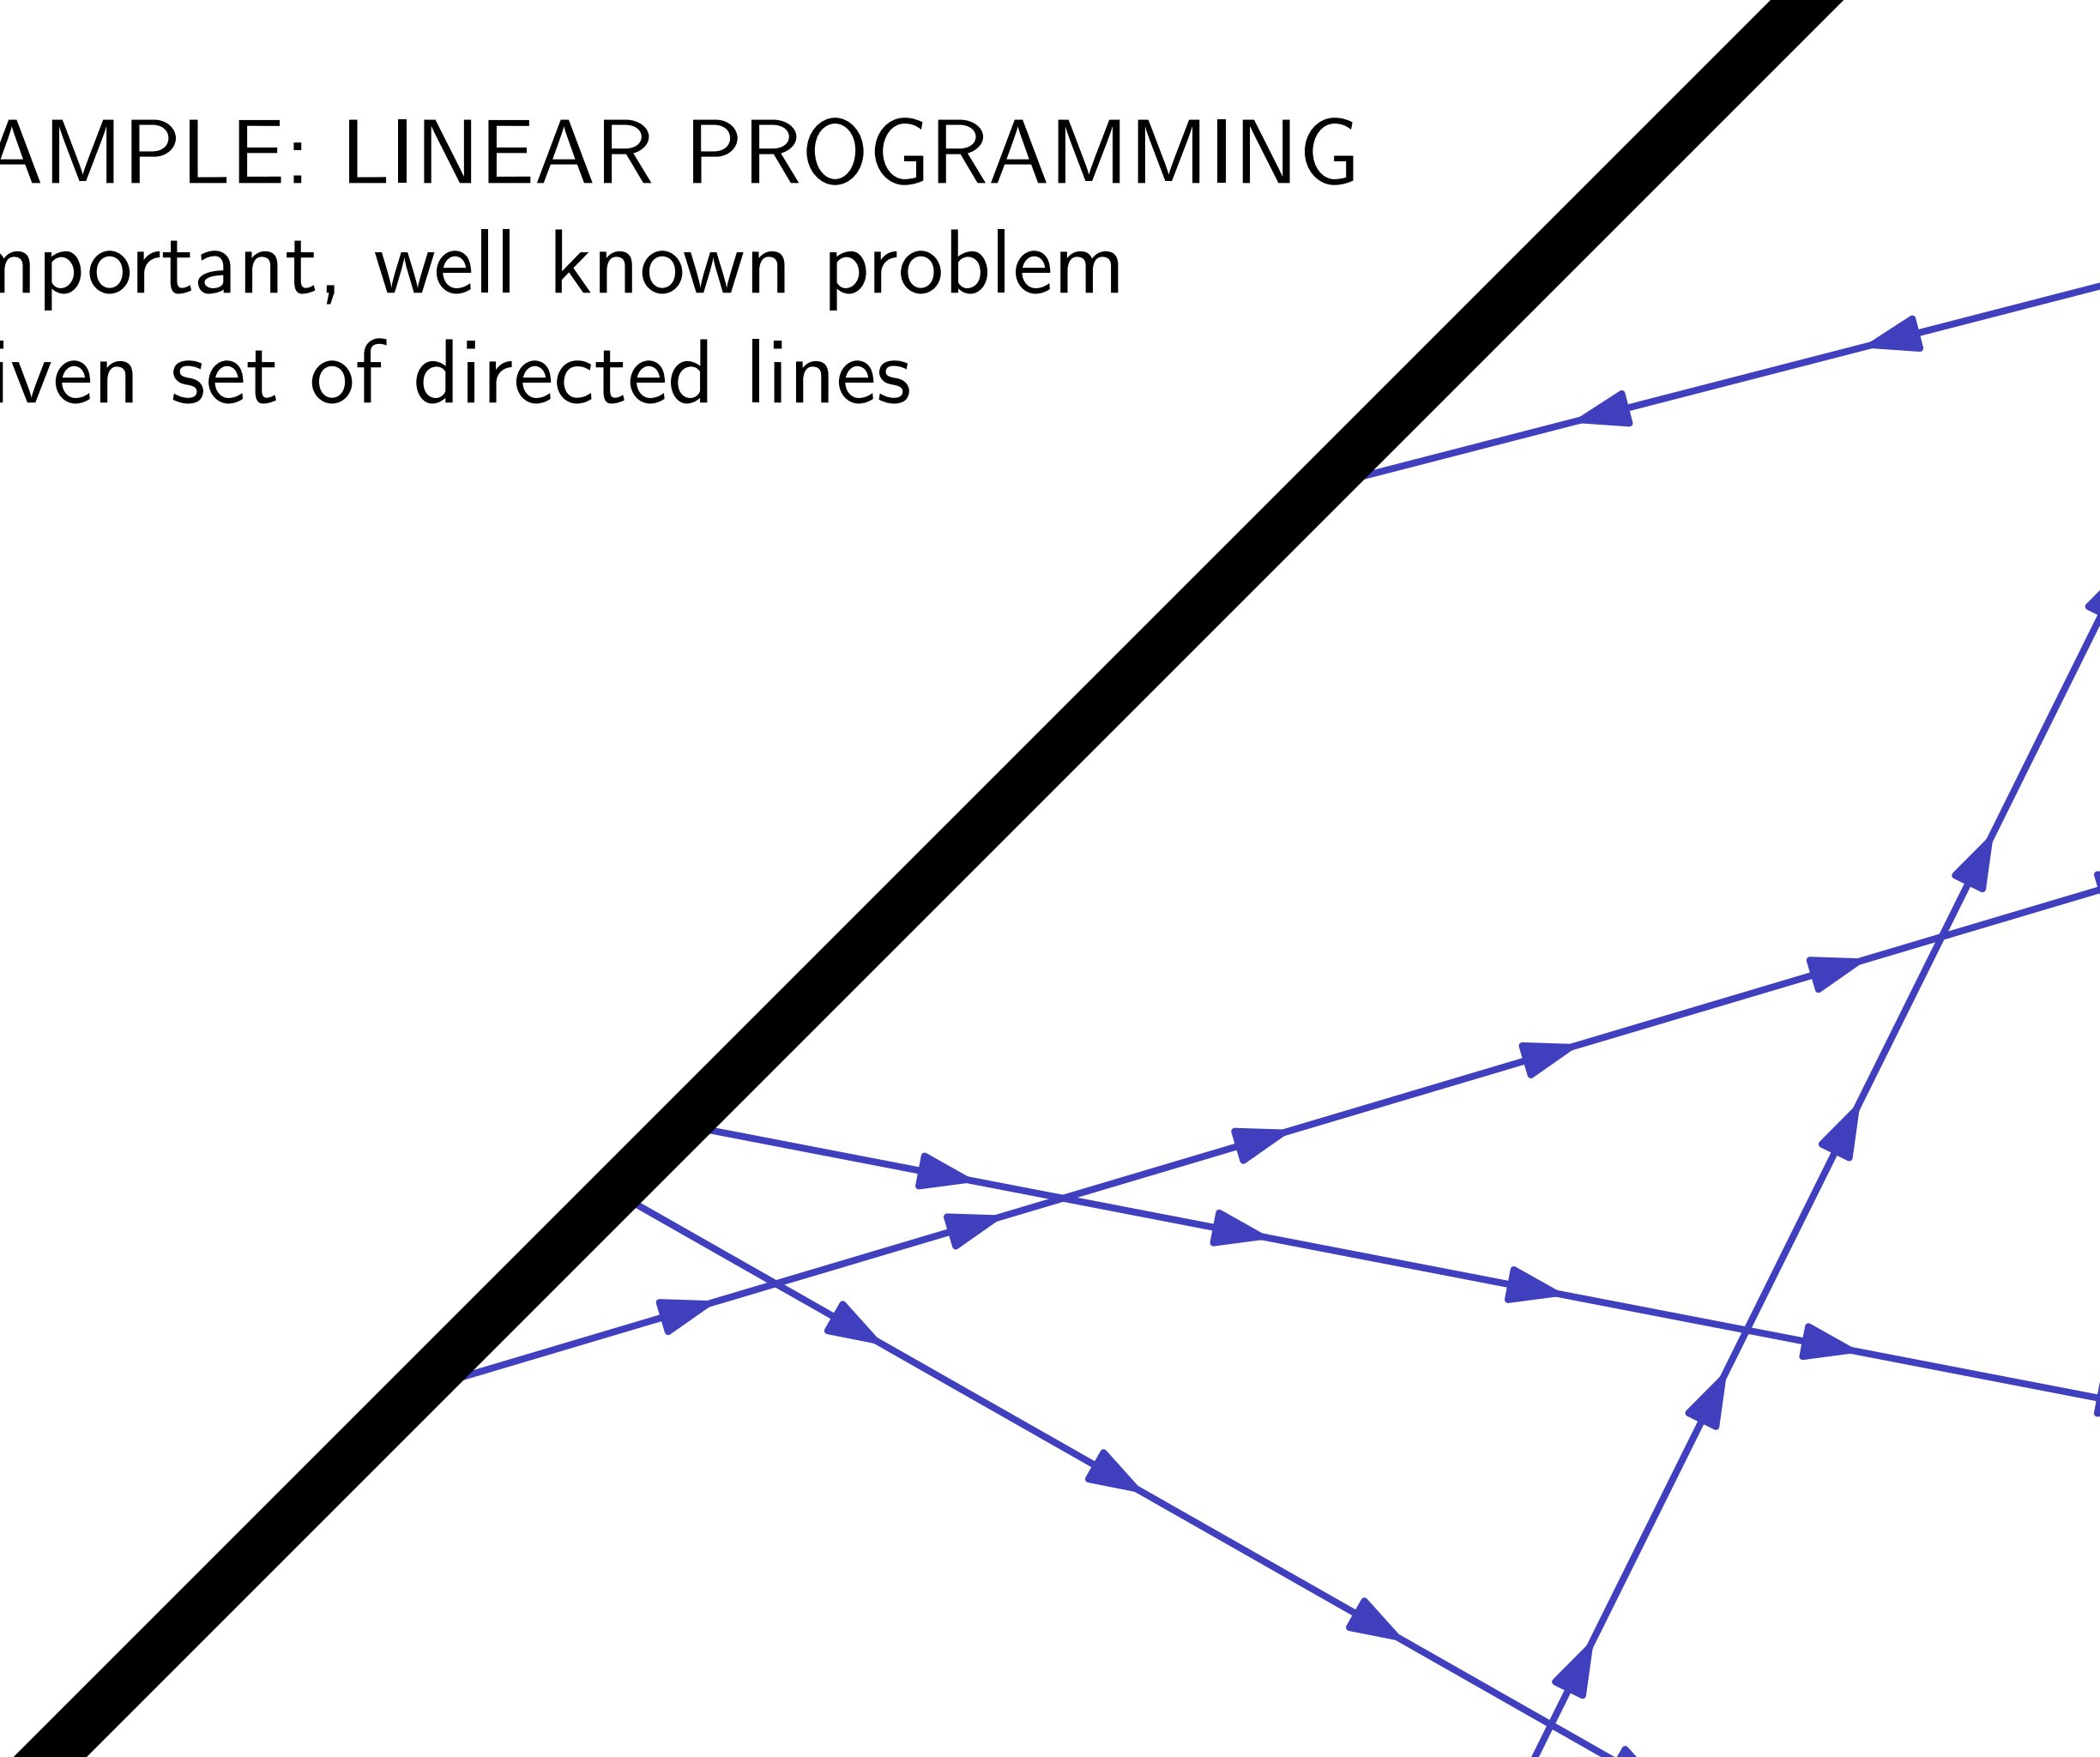 AMPLE: LINEAR PROGRAMMING
mportant, well known problem
iven set of directed lines